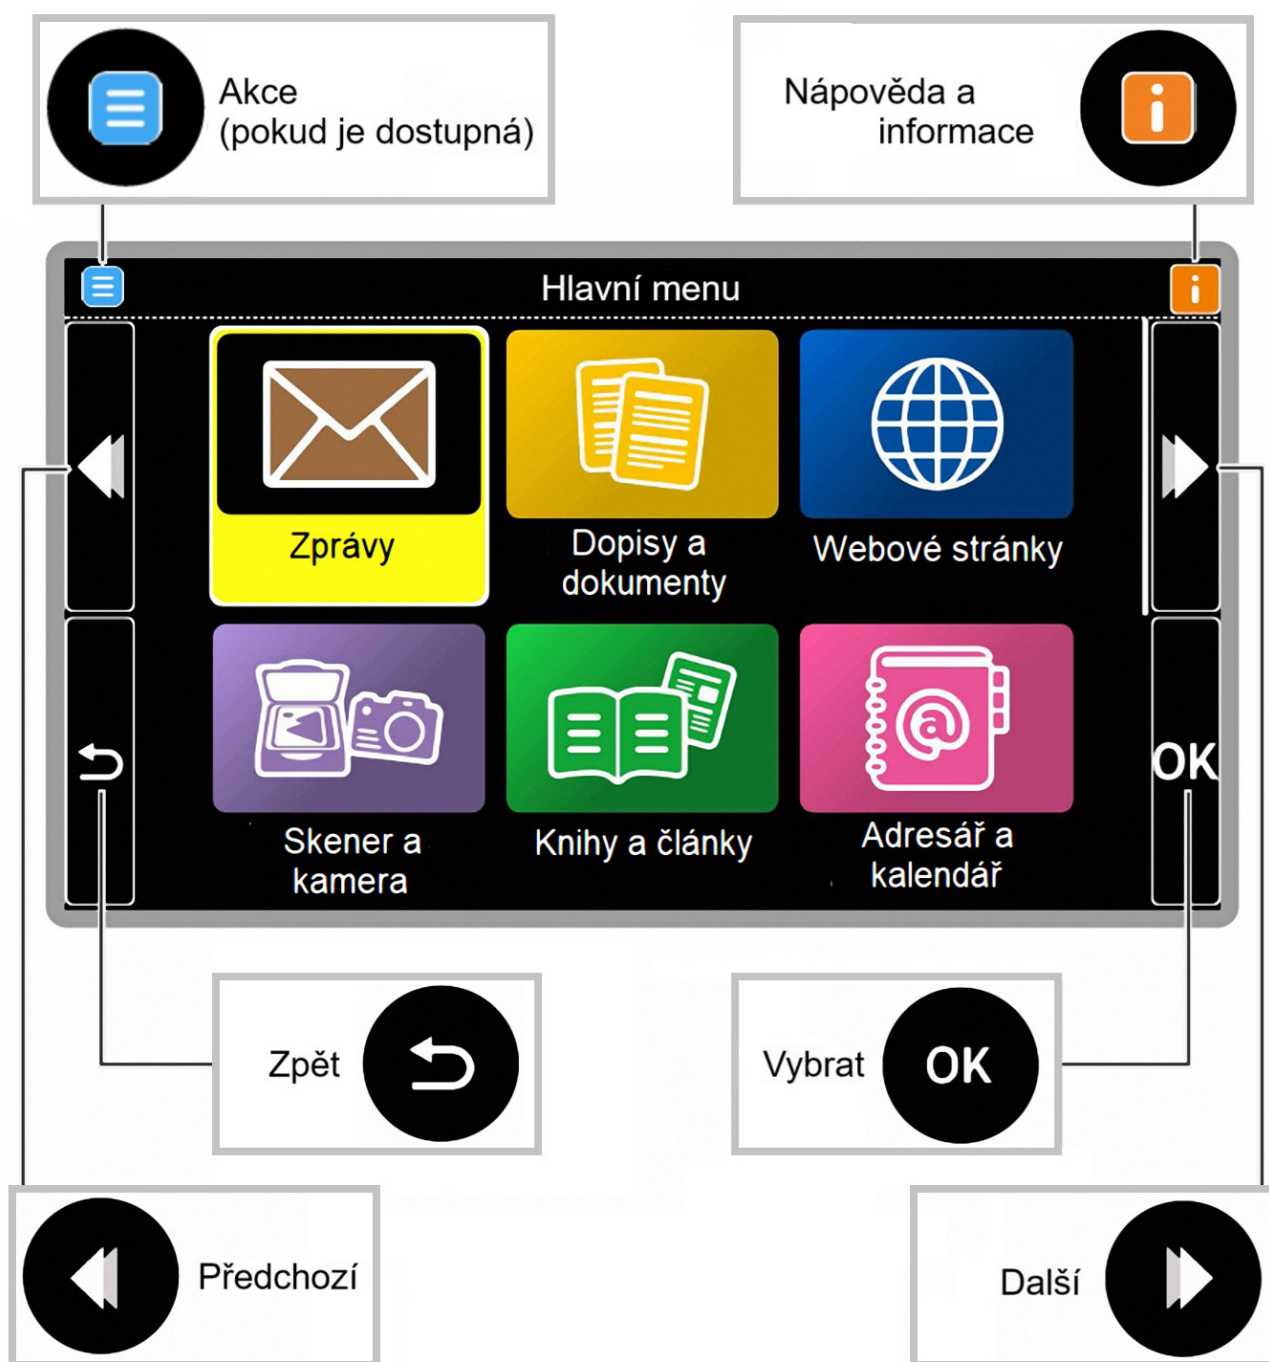 Akce
(pokud je dostupná)
Nápověda a
informace
Hlavní menu
Zprávy
Dopisy a
dokumenty
Webové stránky
Skener a
kamera
Knihy a články
Adresář a
kalendář
OK
Zpět
Vybrat
OK
Předchozí
Další